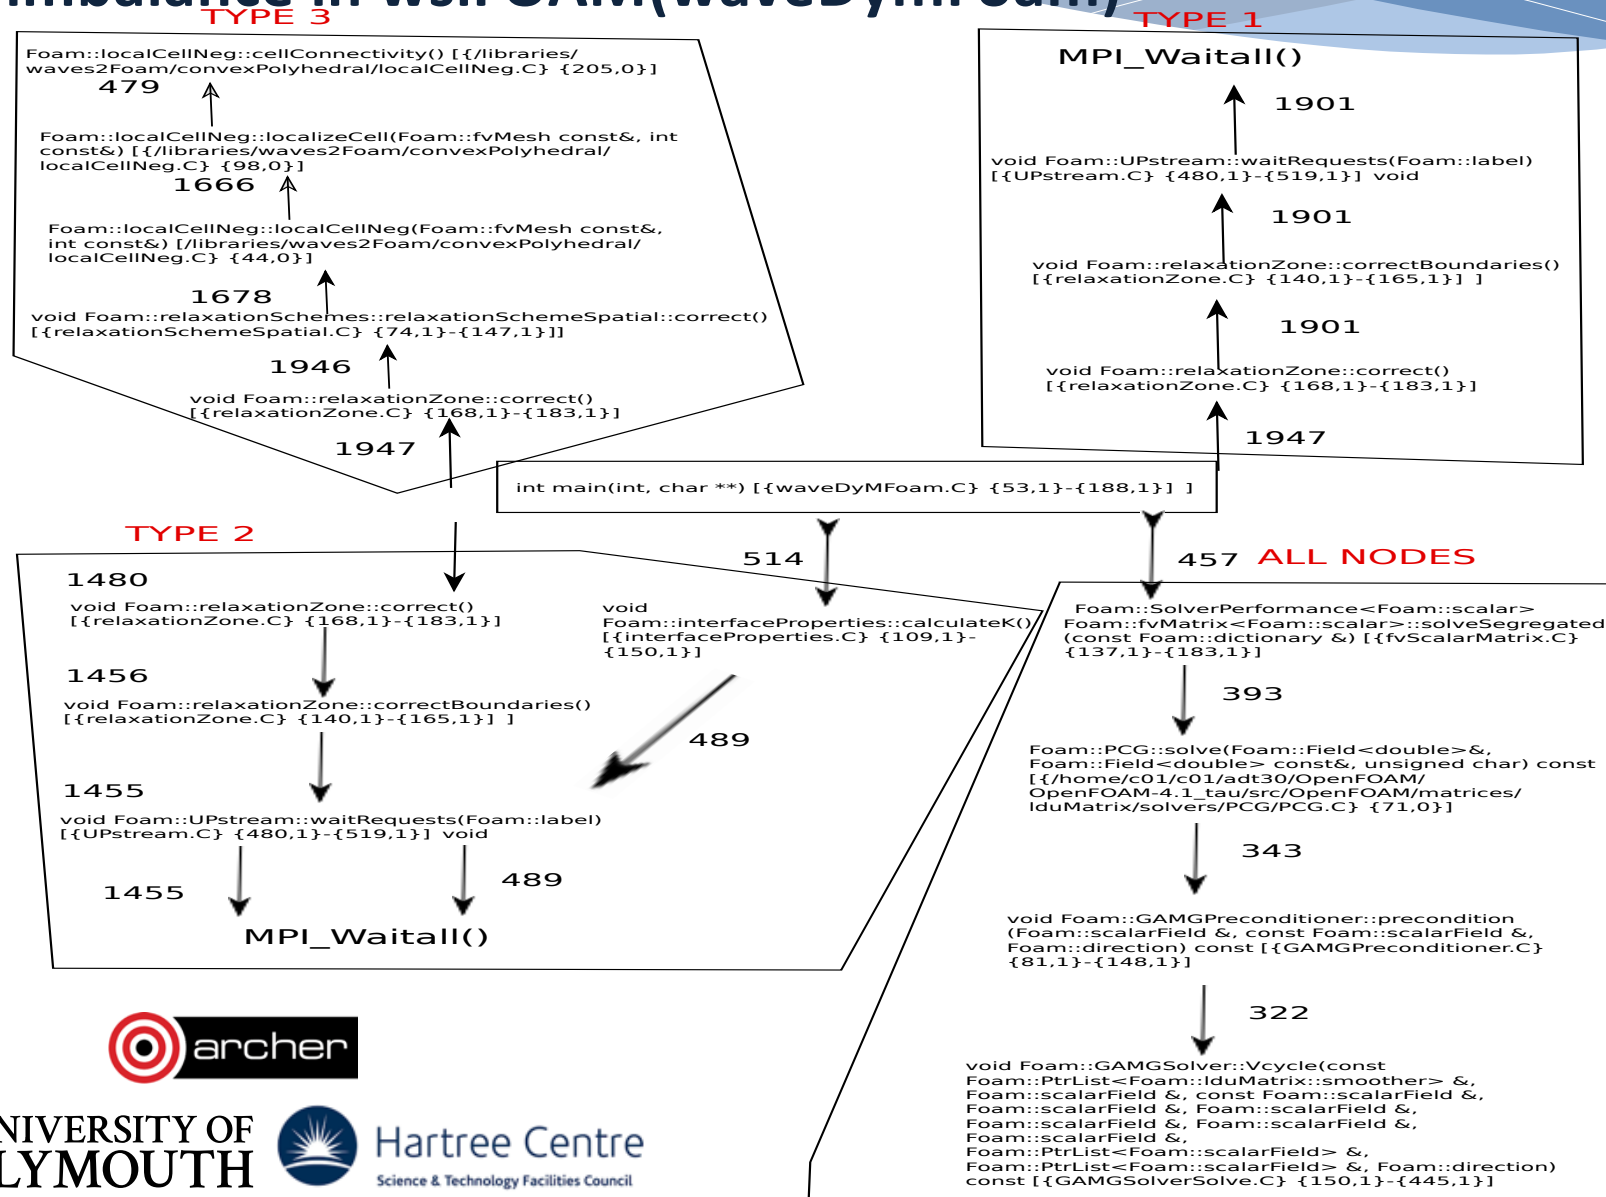 imbalance in wsiFOAM(waveDyMFoam)
TYPE 3
Foam::localCellNeg::cellConnectivity() [{/libraries/
waves2Foam/convexPolyhedral/localCellNeg.C} {205,0}]
479
Foam::localCellNeg::localizeCell(Foam::fvMesh const&, int
const&) [{/libraries/waves2Foam/convexPolyhedral/
localCellNeg.C} {98,0}]
1666
Foam::localCellNeg::localCellNeg(Foam::fvMesh const&,
int const&) [/libraries/waves2Foam/convexPolyhedral/
localCellNeg.C} {44,0}]
1678
void Foam::relaxationSchemes::relaxationSchemeSpatial::correct()
[{relaxationSchemeSpatial.C} {74,1}-{147,1}]]
1946
void Foam::relaxationZone::correct()
[{relaxationZone.C} {168,1}-{183,1}]
1947
TYPE 1
MPI_Waitall()
1901
void Foam::UPstream::waitRequests(Foam::label)
[{UPstream.C} {480,1}-{519,1}] void
1901
void Foam::relaxationZone::correctBoundaries()
[{relaxationZone.C} {140,1}-{165,1}] ]
1901
void Foam::relaxationZone::correct()
[{relaxationZone.C} {168,1}-{183,1}]
1947
int main(int, char **) [{waveDyMFoam.C} {53,1}-{188,1}] ]
TYPE 2
1480
void Foam::relaxationZone::correct()
[{relaxationZone.C} {168,1}-{183,1}]
1456
void Foam::relaxationZone::correctBoundaries()
[{relaxationZone.C} {140,1}-{165,1}] ]
1455
void Foam::UPstream::waitRequests(Foam::label)
[{UPstream.C} {480,1}-{519,1}] void
1455
489
MPI_Waitall()
514
void
Foam::interfaceProperties::calculateK()
[{interfaceProperties.C} {109,1}-
{150,1}]
489
457
ALL NODES
Foam::SolverPerformance<Foam::scalar>
Foam::fvMatrix<Foam::scalar>::solveSegregated
(const Foam::dictionary &) [{fvScalarMatrix.C}
{137,1}-{183,1}]
393
Foam::PCG::solve(Foam::Field<double>&,
Foam::Field<double> const&, unsigned char) const
[{/home/c01/c01/adt30/OpenFOAM/
OpenFOAM-4.1_tau/src/OpenFOAM/matrices/
lduMatrix/solvers/PCG/PCG.C} {71,0}]
343
void Foam::GAMGPreconditioner::precondition
(Foam::scalarField &, const Foam::scalarField &,
Foam::direction) const [{GAMGPreconditioner.C}
{81,1}-{148,1}]
322
void Foam::GAMGSolver::Vcycle(const
Foam::PtrList<Foam::lduMatrix::smoother> &,
Foam::scalarField &, const Foam::scalarField &,
Foam::scalarField &, Foam::scalarField &,
Foam::scalarField &, Foam::scalarField &,
Foam::scalarField &,
Foam::PtrList<Foam::scalarField> &,
Foam::PtrList<Foam::scalarField> &, Foam::direction)
const [{GAMGSolverSolve.C} {150,1}-{445,1}]
archer
NIVERSITY OF
LYMOUTH
Hartree Centre
Science & Technology Facilities Council